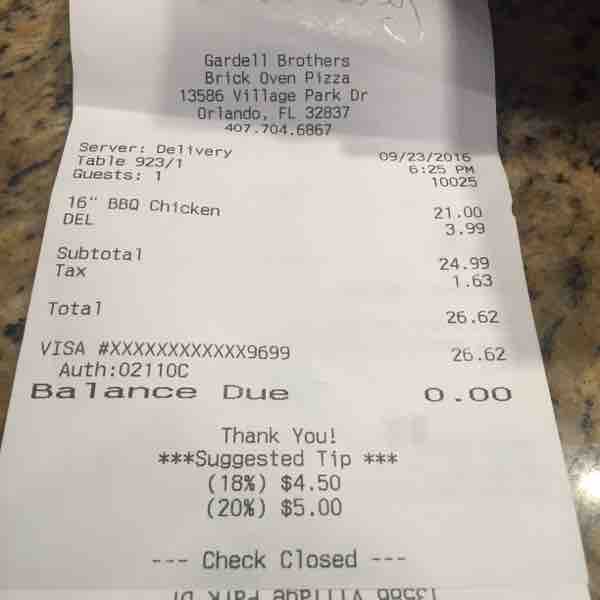 Gardell Brothers
Brick Oven Pizza
13586 Village Park Dr
Orlando, FL 32837
407.704.6867
Server: Delivery 09/23/2016
Table 923/1 6:25 PM
Guests: 1 10025
16" BBQ Chicken 21.00
DEL 3.99
Subtotal 24.99
Tax 1.63
Total 26.62
VISA #XXXXXXXXXXXX9699 26.62
Auth:02110C
Balance Due 0.00
Thank You!
***Suggested Tip ***
(18%) $4.50
(20%) $5.00
--- Check Closed ---